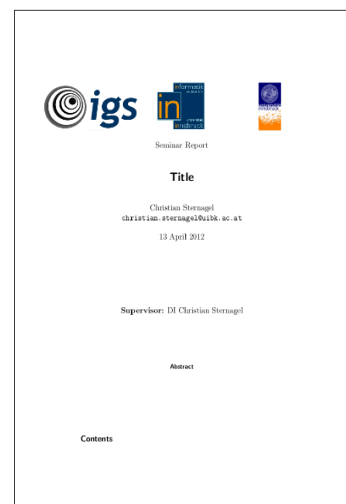 igs
informatik
in
innsbruck
Seminar Report
Title
Christian Sternagel
christian.sternagel@uibk.ac.at
13 April 2012
Supervisor: DI Christian Sternagel
Abstract
Contents